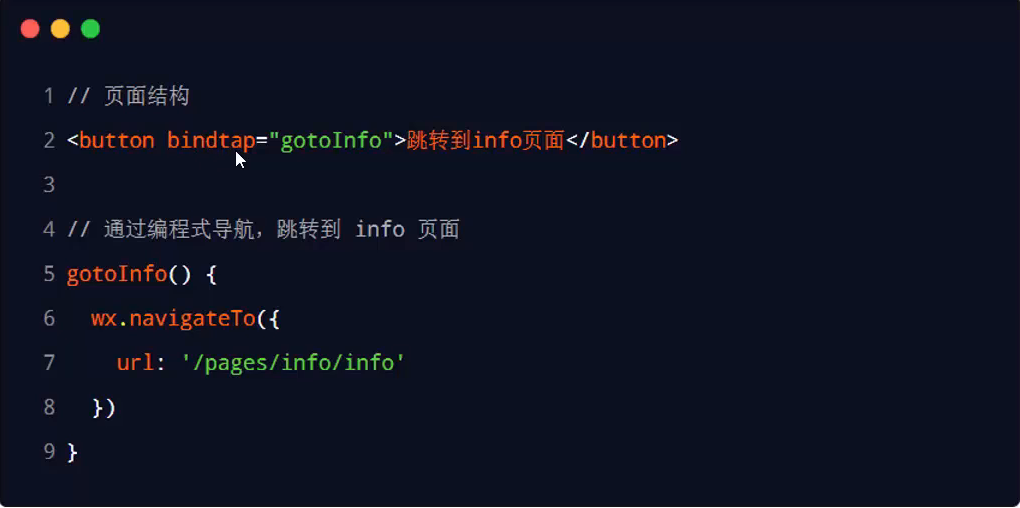 1 // 页面结构
2 <button bindtap="gotoInfo">跳转到info页面</button>
3
4 // 通过编程式导航，跳转到 info 页面
5 gotoInfo() {
6   wx.navigateTo({
7     url: '/pages/info/info'
8   })
9 }